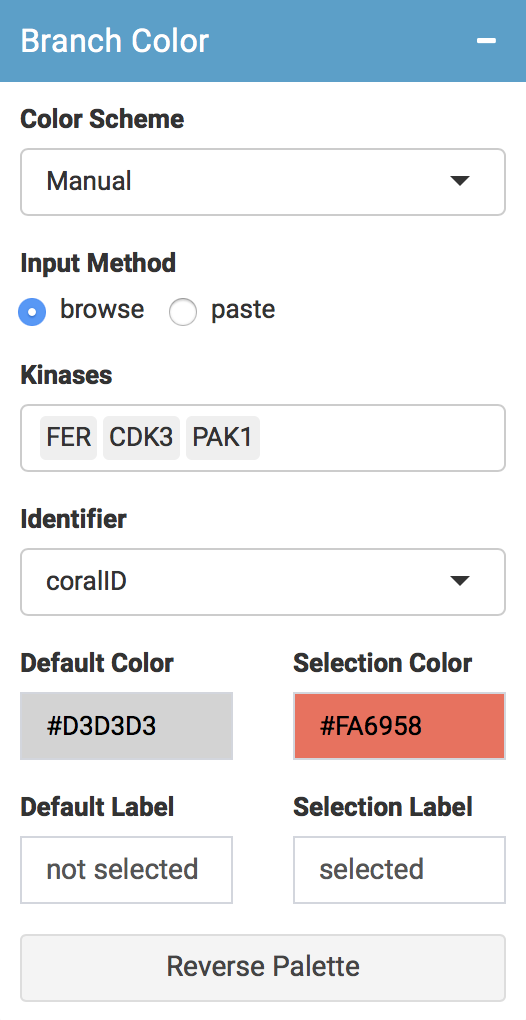 Branch Color
Color Scheme
Manual
Input Method
browse paste
Kinases
FER CDK3 PAK1
Identifier
coralID
Default Color Selection Color
#D3D3D3 #FA6958
Default Label Selection Label
not selected selected
Reverse Palette